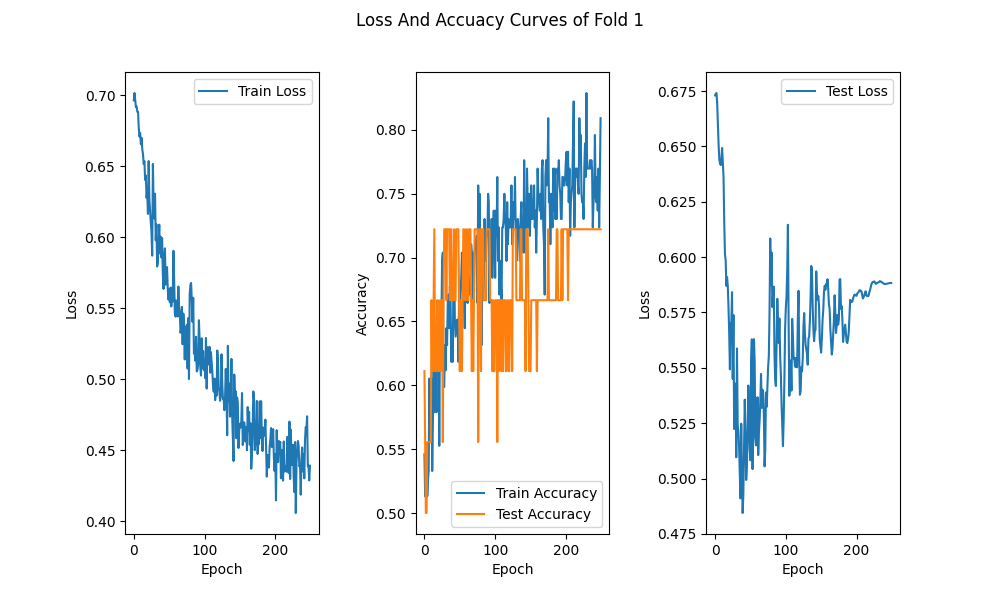 Loss And Accuacy Curves of Fold 1
Train Loss
0.70
0.65
0.60
0.55
0.50
0.45
0.40
Loss
0 100 200
Epoch
0.80
0.75
0.70
0.65
0.60
0.55
0.50
Accuracy
Train Accuracy
Test Accuracy
0 100 200
Epoch
Test Loss
0.675
0.650
0.625
0.600
0.575
0.550
0.525
0.500
0.475
Loss
0 100 200
Epoch